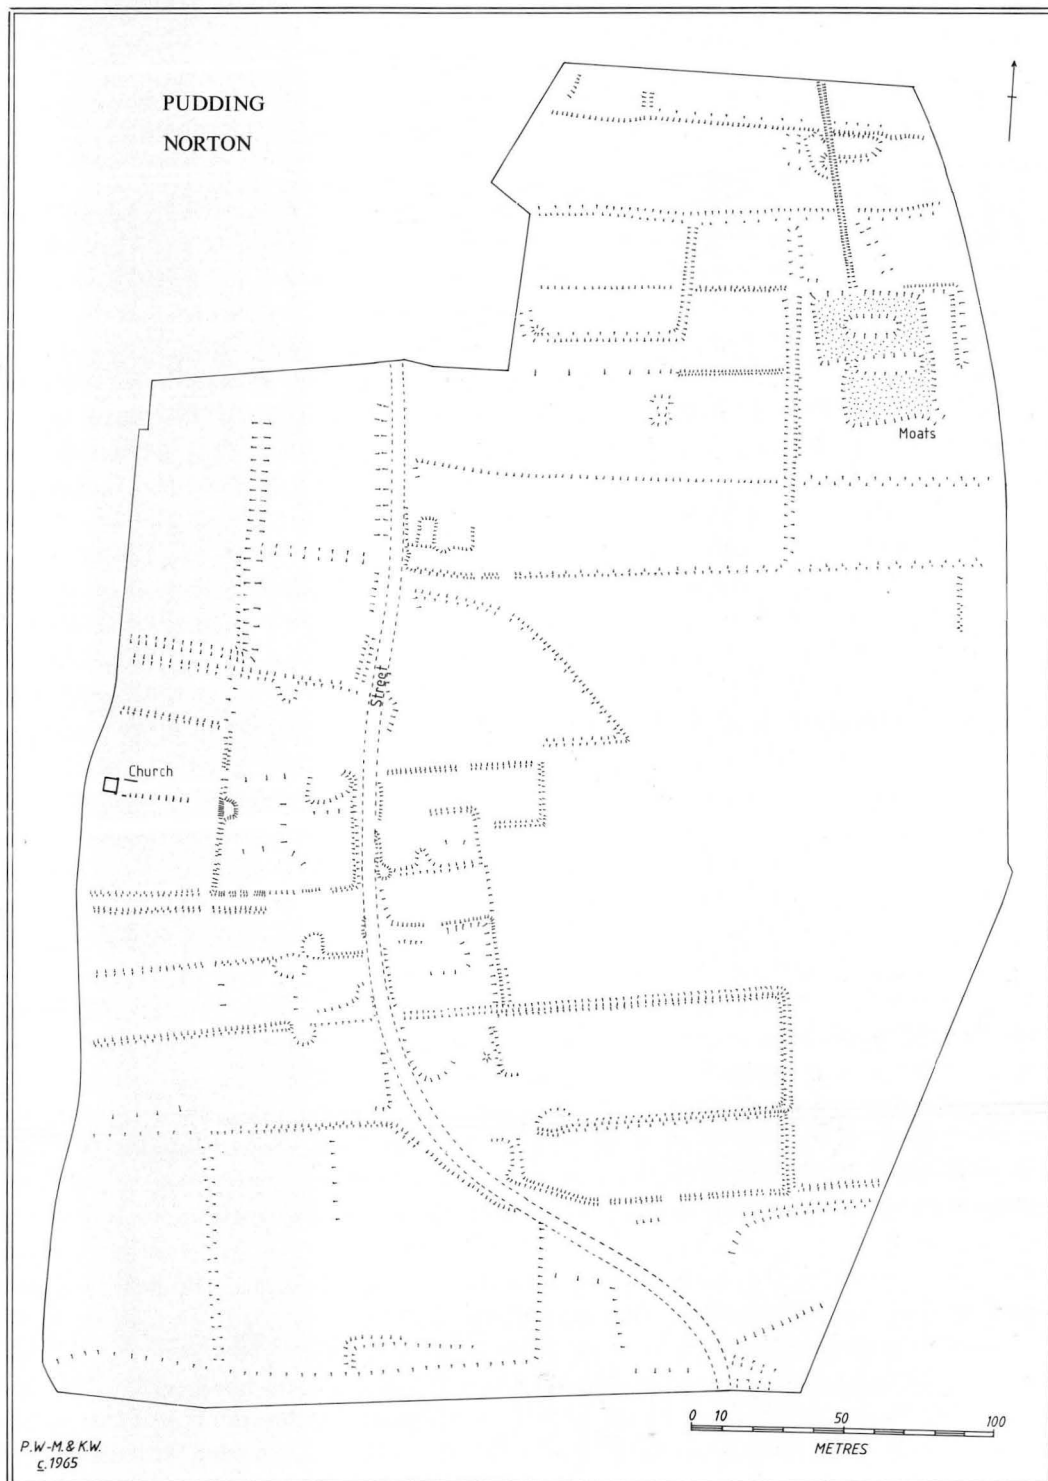 PUDDING
NORTON
Moats
Street
Church
0 10 50 100
METRES
P.W-M. & K.W.
c.1965